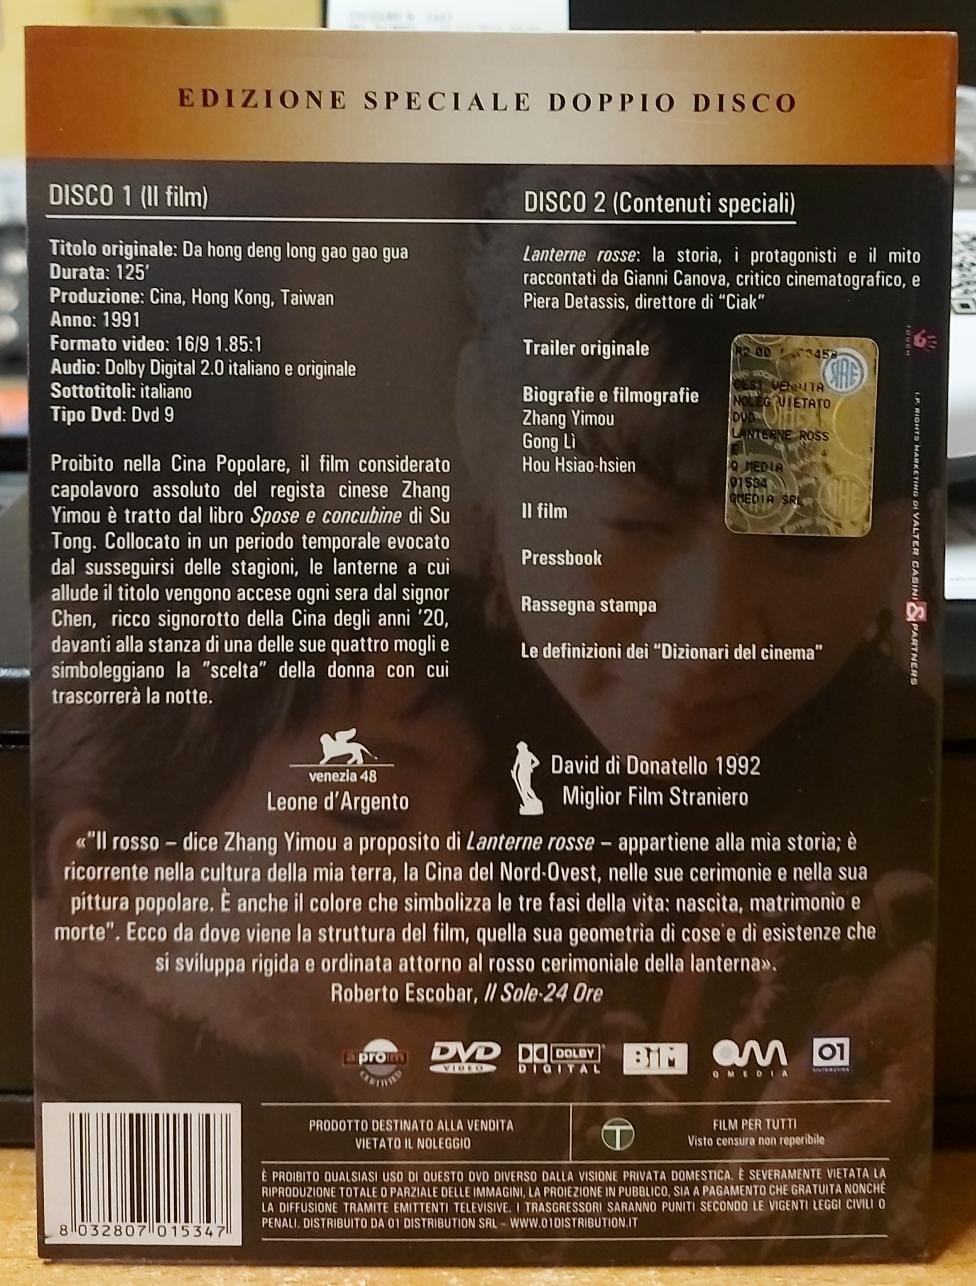 EDIZIONE SPECIALE DOPPIO DISCO
DISCO 1 (Il film)
Titolo originale: Da hong deng long gao gao gua
Durata: 125'
Produzione: Cina, Hong Kong, Taiwan
Anno: 1991
Formato video: 16/9 1.85:1
Audio: Dolby Digital 2.0 italiano e originale
Sottotitoli: italiano
Tipo Dvd: Dvd 9
Proibito nella Cina Popolare, il film considerato
capolavoro assoluto del regista cinese Zhang
Yimou è tratto dal libro Spose e concubine di Su
Tong. Collocato in un periodo temporale evocato
dal susseguirsi delle stagioni, le lanterne a cui
allude il titolo vengono accese ogni sera dal signor
Chen, ricco signorotto della Cina degli anni '20,
davanti alla stanza di una delle sue quattro mogli e
simboleggiano la "scelta" della donna con cui
trascorrerà la notte.
DISCO 2 (Contenuti speciali)
Lanterne rosse: la storia, i protagonisti e il mito
raccontati da Gianni Canova, critico cinematografico, e
Piera Detassis, direttore di "Ciak"
Trailer originale
Biografie e filmografie
Zhang Yimou
Gong Lì
Hou Hsiao-hsien
Il film
Pressbook
Rassegna stampa
Le definizioni dei "Dizionari del cinema"
SIAE
DEST VENDITA
NOLEG VIETATO
DVD
LANTERNE ROSS
E
Q MEDIA
01534
QMEDIA SRL
TOUCH
I.P. RIGHTS MARKETING DI VALTER CASINI & PARTNERS
venezia 48
Leone d'Argento
David di Donatello 1992
Miglior Film Straniero
«"Il rosso – dice Zhang Yimou a proposito di Lanterne rosse – appartiene alla mia storia; è
ricorrente nella cultura della mia terra, la Cina del Nord-Ovest, nelle sue cerimonie e nella sua
pittura popolare. È anche il colore che simbolizza le tre fasi della vita: nascita, matrimonio e
morte". Ecco da dove viene la struttura del film, quella sua geometria di cose e di esistenze che
si sviluppa rigida e ordinata attorno al rosso cerimoniale della lanterna».
Roberto Escobar, Il Sole-24 Ore
CERTIFIED
DVD VIDEO
DOLBY DIGITAL
BiM
QM QMEDIA
01 DISTRIBUTION
PRODOTTO DESTINATO ALLA VENDITA
VIETATO IL NOLEGGIO
T
FILM PER TUTTI
Visto censura non reperibile
È PROIBITO QUALSIASI USO DI QUESTO DVD DIVERSO DALLA VISIONE PRIVATA DOMESTICA. È SEVERAMENTE VIETATA LA
RIPRODUZIONE TOTALE O PARZIALE DELLE IMMAGINI, LA PROIEZIONE IN PUBBLICO, SIA A PAGAMENTO CHE GRATUITA NONCHÉ
LA DIFFUSIONE TRAMITE EMITTENTI TELEVISIVE. I TRASGRESSORI SARANNO PUNITI SECONDO LE VIGENTI LEGGI CIVILI O
PENALI. DISTRIBUITO DA 01 DISTRIBUTION SRL – WWW.01DISTRIBUTION.IT
8 032807 015347